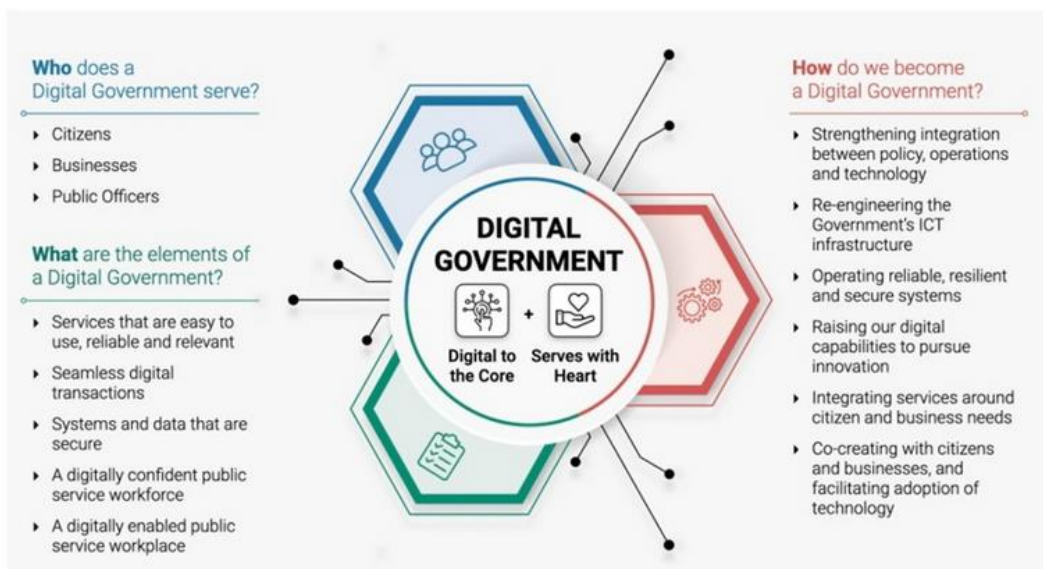 Who does a
Digital Government serve?
Citizens
Businesses
Public Officers
What are the elements of
a Digital Government?
Services that are easy to
use, reliable and relevant
Seamless digital
transactions
Systems and data that are
secure
A digitally confident public
service workforce
A digitally enabled public
service workplace
DIGITAL
GOVERNMENT
+
Digital to
the Core
Serves with
Heart
How do we become
a Digital Government?
Strengthening integration
between policy, operations
and technology
Re-engineering the
Government's ICT
infrastructure
Operating reliable, resilient
and secure systems
Raising our digital
capabilities to pursue
innovation
Integrating services around
citizen and business needs
Co-creating with citizens
and businesses, and
facilitating adoption of
technology